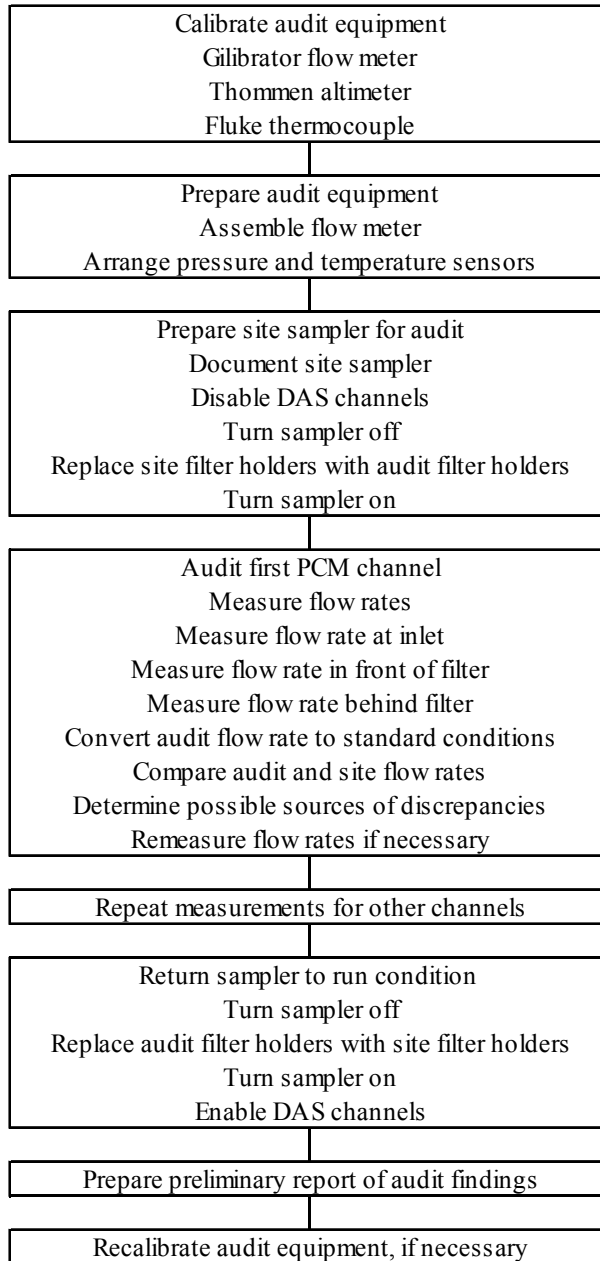 Calibrate audit equipment
Gilibrator flow meter
Thommen altimeter
Fluke thermocouple
Prepare audit equipment
Assemble flow meter
Arrange pressure and temperature sensors
Prepare site sampler for audit
Document site sampler
Disable DAS channels
Turn sampler off
Replace site filter holders with audit filter holders
Turn sampler on
Audit first PCM channel
Measure flow rates
Measure flow rate at inlet
Measure flow rate in front of filter
Measure flow rate behind filter
Convert audit flow rate to standard conditions
Compare audit and site flow rates
Determine possible sources of discrepancies
Remeasure flow rates if necessary
Repeat measurements for other channels
Return sampler to run condition
Turn sampler off
Replace audit filter holders with site filter holders
Turn sampler on
Enable DAS channels
Prepare preliminary report of audit findings
Recalibrate audit equipment, if necessary